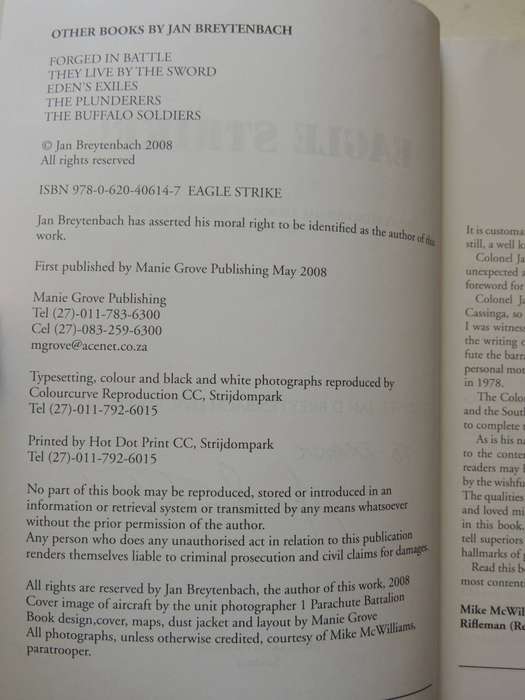 OTHER BOOKS BY JAN BREYTENBACH
FORGED IN BATTLE
THEY LIVE BY THE SWORD
EDEN'S EXILES
THE PLUNDERERS
THE BUFFALO SOLDIERS
© Jan Breytenbach 2008
All rights reserved
ISBN 978-0-620-40614-7 EAGLE STRIKE
Jan Breytenbach has asserted his moral right to be identified as the author of this
work.
First published by Manie Grove Publishing May 2008
Manie Grove Publishing
Tel (27)-011-783-6300
Cel (27)-083-259-6300
mgrove@acenet.co.za
Typesetting, colour and black and white photographs reproduced by
Colourcurve Reproduction CC, Strijdompark
Tel (27)-011-792-6015
Printed by Hot Dot Print CC, Strijdompark
Tel (27)-011-792-6015
No part of this book may be reproduced, stored or introduced in an
information or retrieval system or transmitted by any means whatsoever
without the prior permission of the author.
Any person who does any unauthorised act in relation to this publication
renders themselves liable to criminal prosecution and civil claims for damages.
All rights are reserved by Jan Breytenbach, the author of this work, 2008
Cover image of aircraft by the unit photographer 1 Parachute Battalion
Book design,cover, maps, dust jacket and layout by Manie Grove
All photographs, unless otherwise credited, courtesy of Mike McWilliams,
paratrooper.
It is customa
still, a well k
Colonel Ja
unexpected a
foreword for
Colonel Ja
Cassinga, so
I was witness
the writing o
fute the barr
personal mot
in 1978.
The Colo
and the Sout
to complete t
As is his na
to the conte
readers may b
by the wishfu
The qualities
and loved mi
in this book,
tell superiors
hallmarks of
Read this b
most content
Mike McWil
Rifleman (Re